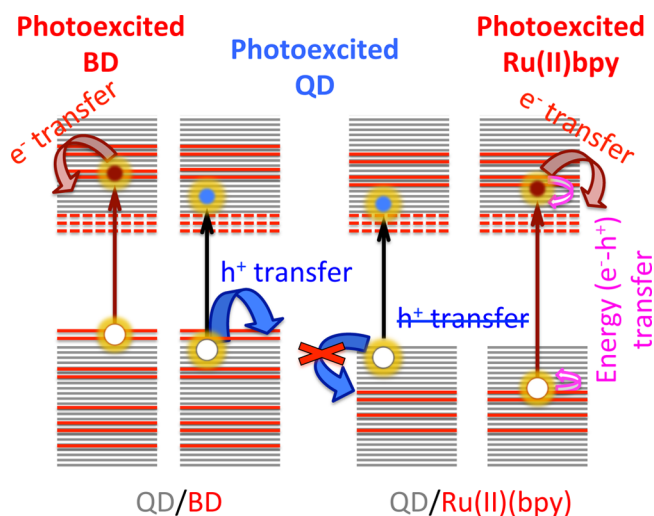 Photoexcited
BD
Photoexcited
QD
Photoexcited
Ru(II)bpy
e⁻ transfer
e⁻ transfer
h⁺ transfer
h⁺ transfer
Energy (e⁻-h⁺)
transfer
QD/BD
QD/Ru(II)(bpy)